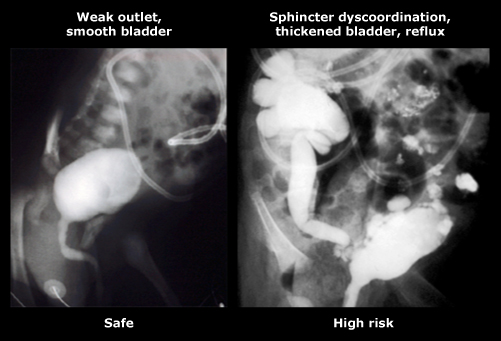 Weak outlet,
smooth bladder
Sphincter dyscoordination,
thickened bladder, reflux
Safe
High risk